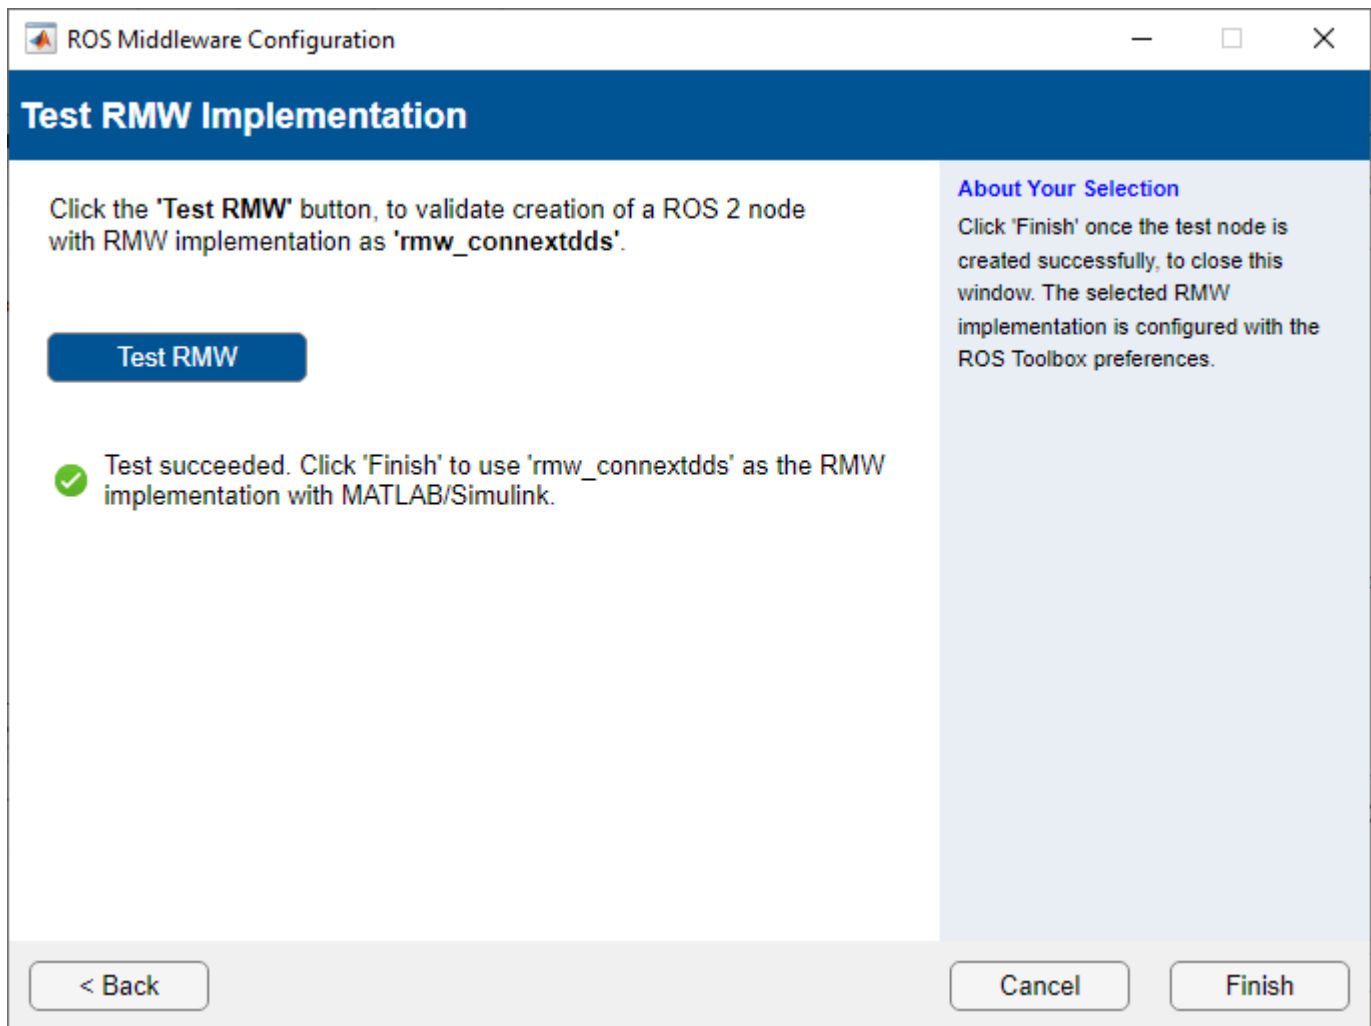 ROS Middleware Configuration
Test RMW Implementation
Click the 'Test RMW' button, to validate creation of a ROS 2 node
with RMW implementation as 'rmw_connextdds'.
Test RMW
Test succeeded. Click 'Finish' to use 'rmw_connextdds' as the RMW
implementation with MATLAB/Simulink.
About Your Selection
Click 'Finish' once the test node is
created successfully, to close this
window. The selected RMW
implementation is configured with the
ROS Toolbox preferences.
< Back
Cancel
Finish